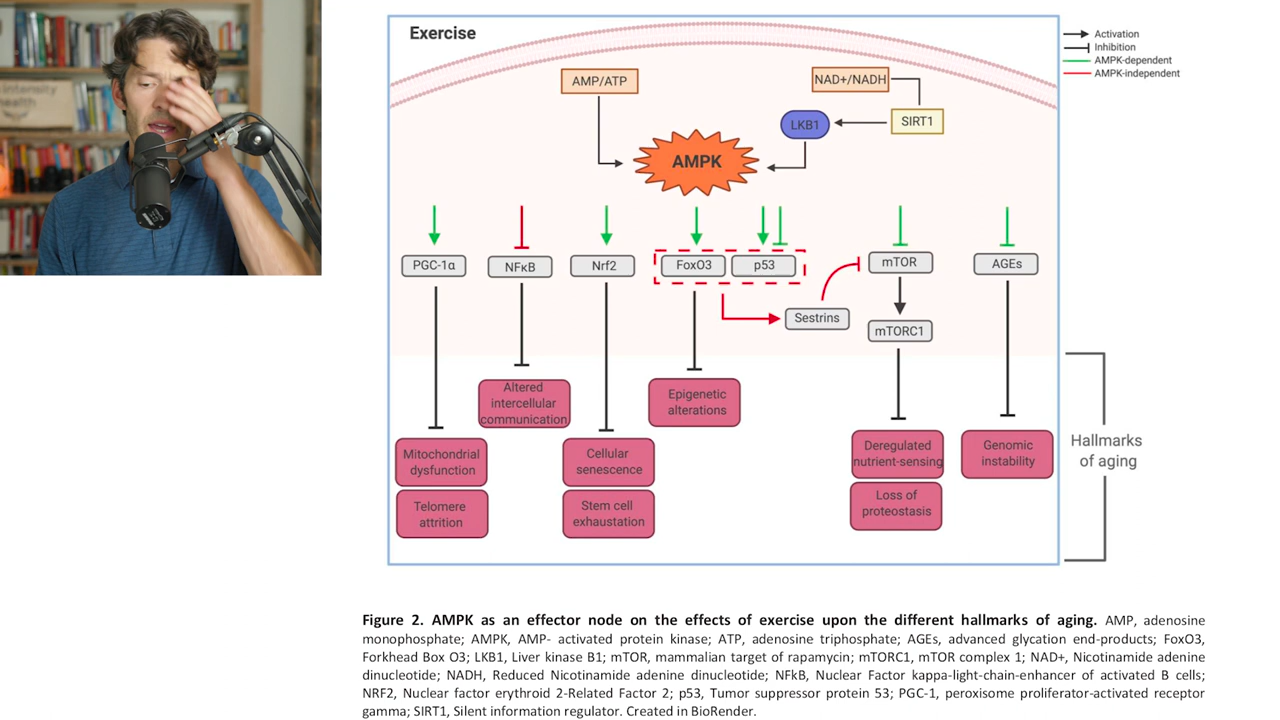 intensity
health
Exercise
Activation
Inhibition
AMPK-dependent
AMPK-independent
AMP/ATP
NAD+/NADH
LKB1
SIRT1
AMPK
PGC-1α
NFκB
Nrf2
FoxO3
p53
mTOR
AGEs
Sestrins
mTORC1
Altered
intercellular
communication
Epigenetic
alterations
Mitochondrial
dysfunction
Cellular
senescence
Deregulated
nutrient-sensing
Genomic
instability
Hallmarks
of aging
Telomere
attrition
Stem cell
exhaustation
Loss of
proteostasis
Figure 2. AMPK as an effector node on the effects of exercise upon the different hallmarks of aging. AMP, adenosine
monophosphate; AMPK, AMP- activated protein kinase; ATP, adenosine triphosphate; AGEs, advanced glycation end-products; FoxO3,
Forkhead Box O3; LKB1, Liver kinase B1; mTOR, mammalian target of rapamycin; mTORC1, mTOR complex 1; NAD+, Nicotinamide adenine
dinucleotide; NADH, Reduced Nicotinamide adenine dinucleotide; NFkB, Nuclear Factor kappa-light-chain-enhancer of activated B cells;
NRF2, Nuclear factor erythroid 2-Related Factor 2; p53, Tumor suppressor protein 53; PGC-1, peroxisome proliferator-activated receptor
gamma; SIRT1, Silent information regulator. Created in BioRender.